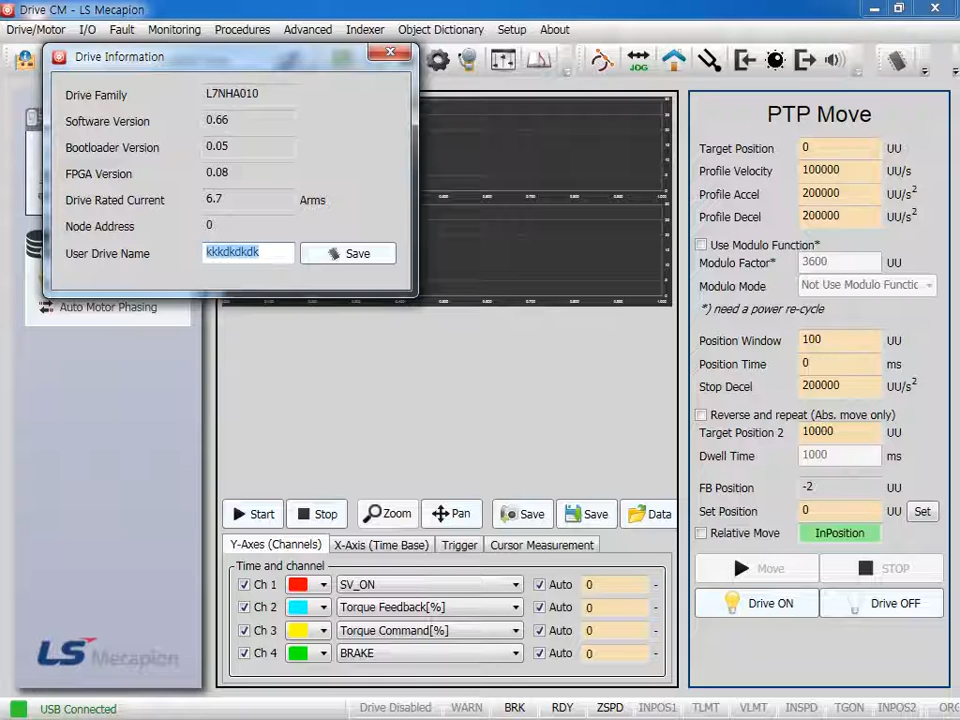 Drive CM - LS Mecapion
Drive/Motor I/O Fault Monitoring Procedures Advanced Indexer Object Dictionary Setup About
JOG
Drive Information
Drive Family L7NHA010
Software Version 0.66
Bootloader Version 0.05
FPGA Version 0.08
Drive Rated Current 6.7 Arms
Node Address 0
User Drive Name kkkdkdkdk Save
Auto Motor Phasing
PTP Move
Target Position 0 UU
Profile Velocity 100000 UU/s
Profile Accel 200000 UU/s²
Profile Decel 200000 UU/s²
Use Modulo Function*
Modulo Factor* 3600 UU
Modulo Mode Not Use Modulo Functic
*) need a power re-cycle
Position Window 100 UU
Position Time 0 ms
Stop Decel 200000 UU/s²
Reverse and repeat (Abs. move only)
Target Position 2 10000 UU
Dwell Time 1000 ms
FB Position -2 UU
Set Position 0 UU Set
Relative Move InPosition
Move STOP
Drive ON Drive OFF
Start Stop Zoom Pan Save Save Data
Y-Axes (Channels) X-Axis (Time Base) Trigger Cursor Measurement
Time and channel
Ch 1 SV_ON Auto 0 -
Ch 2 Torque Feedback[%] Auto 0 -
Ch 3 Torque Command[%] Auto 0 -
Ch 4 BRAKE Auto 0 -
LS Mecapion
USB Connected Drive Disabled WARN BRK RDY ZSPD INPOS1 TLMT VLMT INSPD TGON INPOS2 ORG